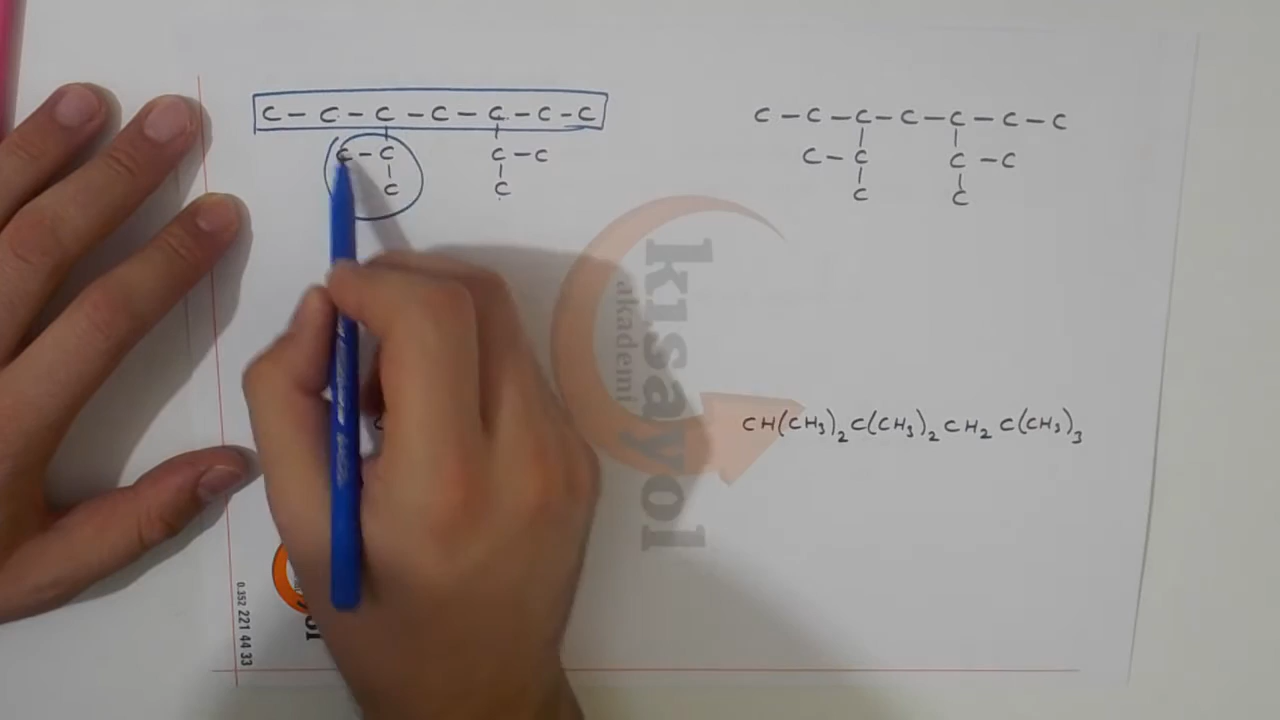 C - C - C - C - C - C - C
C - C
C - C
C
C
C - C - C - C - C - C - C
C - C
C - C
C
C
CH(CH₃)₂C(CH₃)₂CH₂C(CH₃)₃
kısayol
akademi
0.352 221 44 33